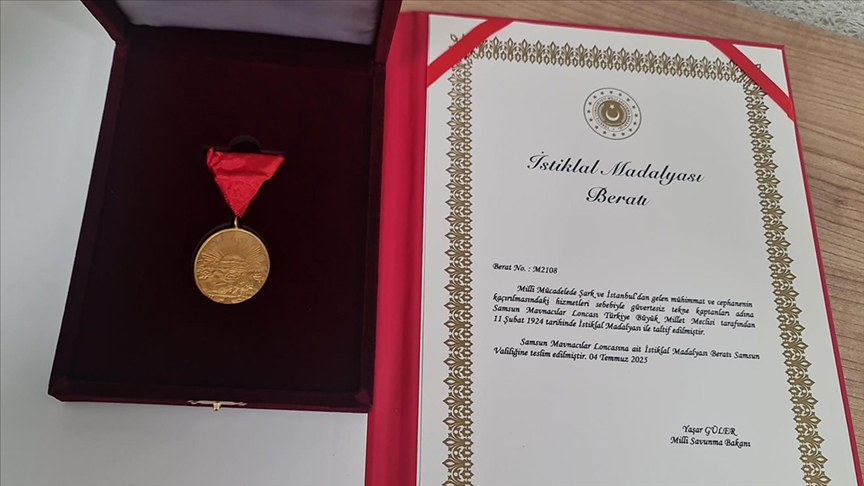 İstiklal Madalyası
Beratı
Berat No. : M2108
Milli Mücadelede Şark ve İstanbul'dan gelen mühimmat ve cephanenin
kaçırılmasındaki hizmetleri sebebiyle güvertesiz tekne kaptanları adına
Samsun Mavnacılar Loncası Türkiye Büyük Millet Meclisi tarafından
11 Şubat 1924 tarihinde İstiklal Madalyası ile taltif edilmiştir.
Samsun Mavnacılar Loncasına ait İstiklal Madalyası Beratı Samsun
Valiliğine teslim edilmiştir. 04 Temmuz 2025
Yaşar GÜLER
Milli Savunma Bakanı